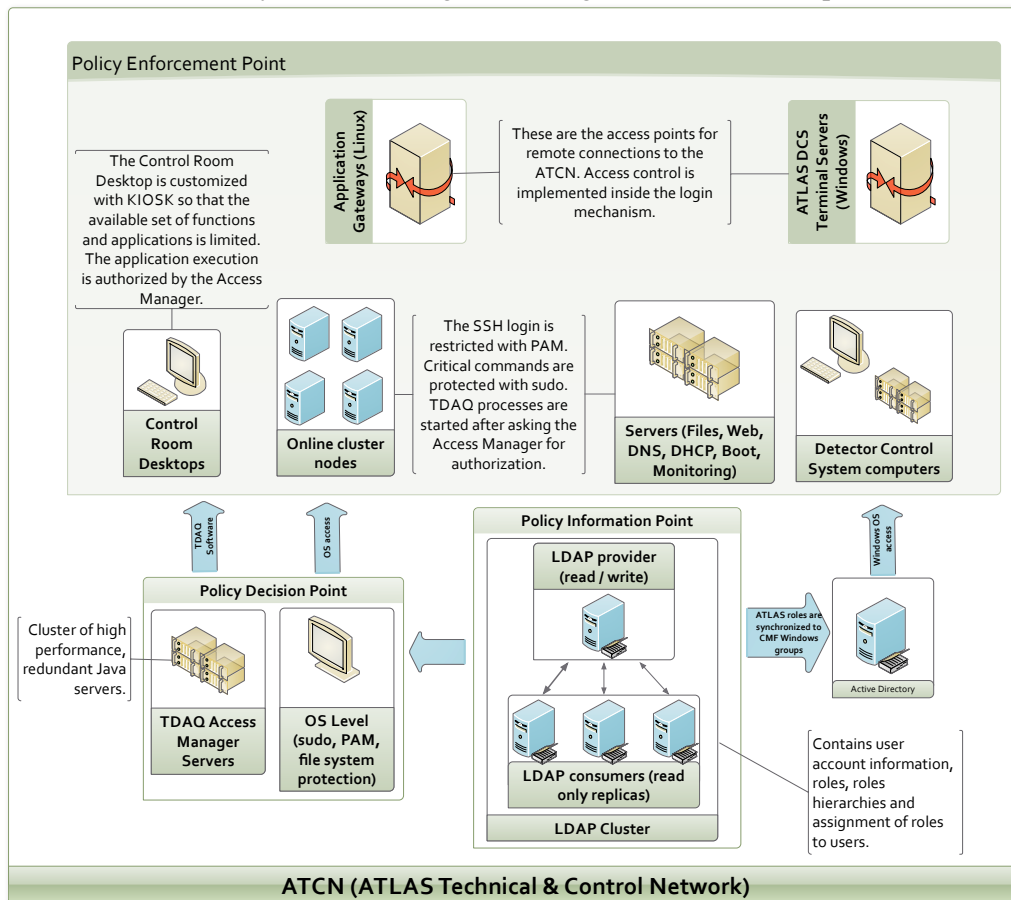 Policy Enforcement Point
Application
Gateways (Linux)
These are the access points for
remote connections to the
ATCN. Access control is
implemented inside the login
mechanism.
ATLAS DCS
Terminal Servers
(Windows)
The Control Room
Desktop is customized
with KIOSK so that the
available set of functions
and applications is limited.
The application execution
is authorized by the Access
Manager.
Control
Room
Desktops
Online cluster
nodes
The SSH login is
restricted with PAM.
Critical commands are
protected with sudo.
TDAQ processes are
started after asking the
Access Manager for
authorization.
Servers (Files, Web,
DNS, DHCP, Boot,
Monitoring)
Detector Control
System computers
TDAQ
Software
OS access
Windows OS
access
Policy Decision Point
Cluster of high
performance,
redundant Java
servers.
TDAQ Access
Manager
Servers
OS Level
(sudo, PAM,
file system
protection)
Policy Information Point
LDAP provider
(read / write)
LDAP consumers (read
only replicas)
LDAP Cluster
ATLAS roles are
synchronized to
CMF Windows
groups
Active Directory
Contains user
account information,
roles, roles
hierarchies and
assignment of roles
to users.
ATCN (ATLAS Technical & Control Network)